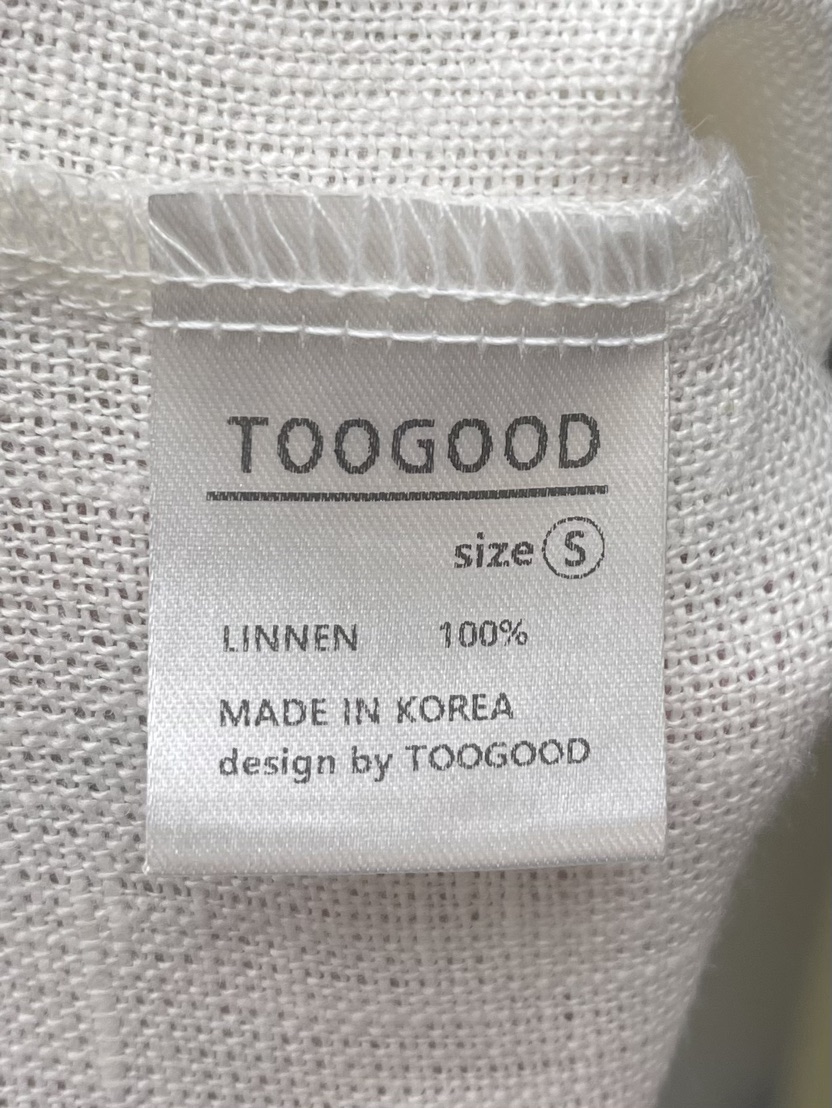 TOOGOOD
size S
LINNEN 100%
MADE IN KOREA
design by TOOGOOD